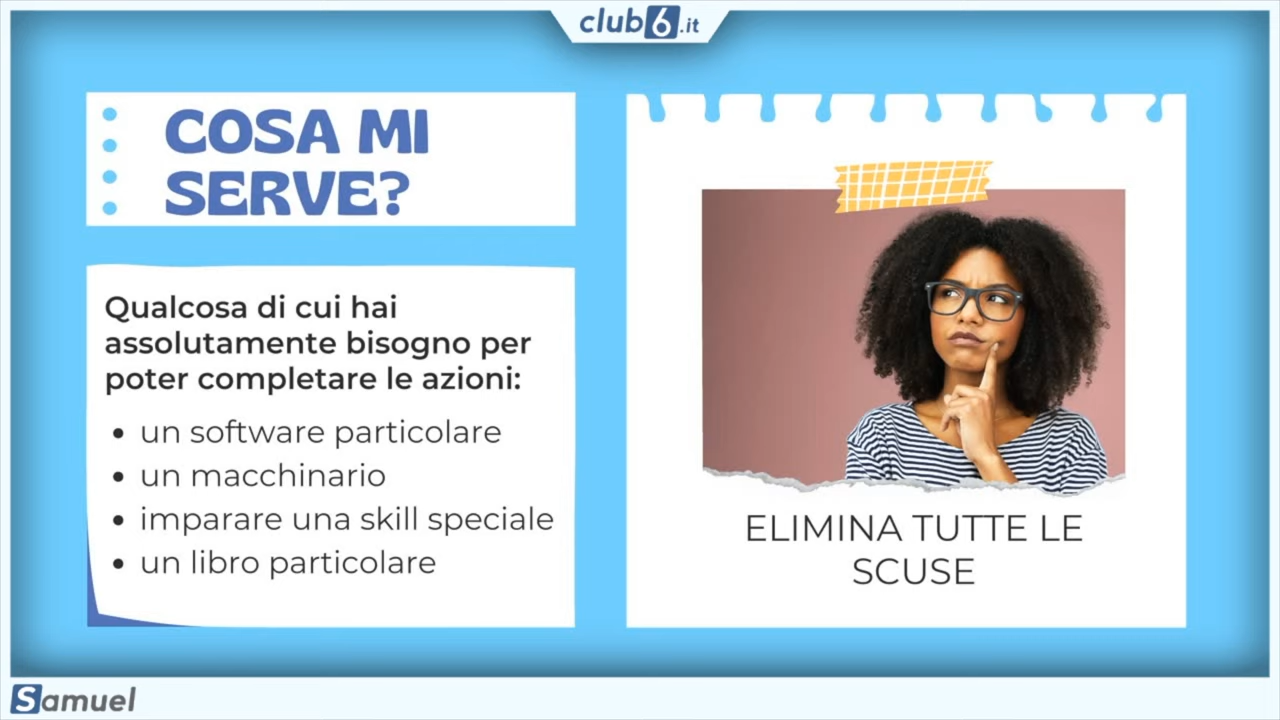 club6.it
COSA MI
SERVE?
Qualcosa di cui hai
assolutamente bisogno per
poter completare le azioni:
• un software particolare
• un macchinario
• imparare una skill speciale
• un libro particolare
ELIMINA TUTTE LE
SCUSE
Samuel